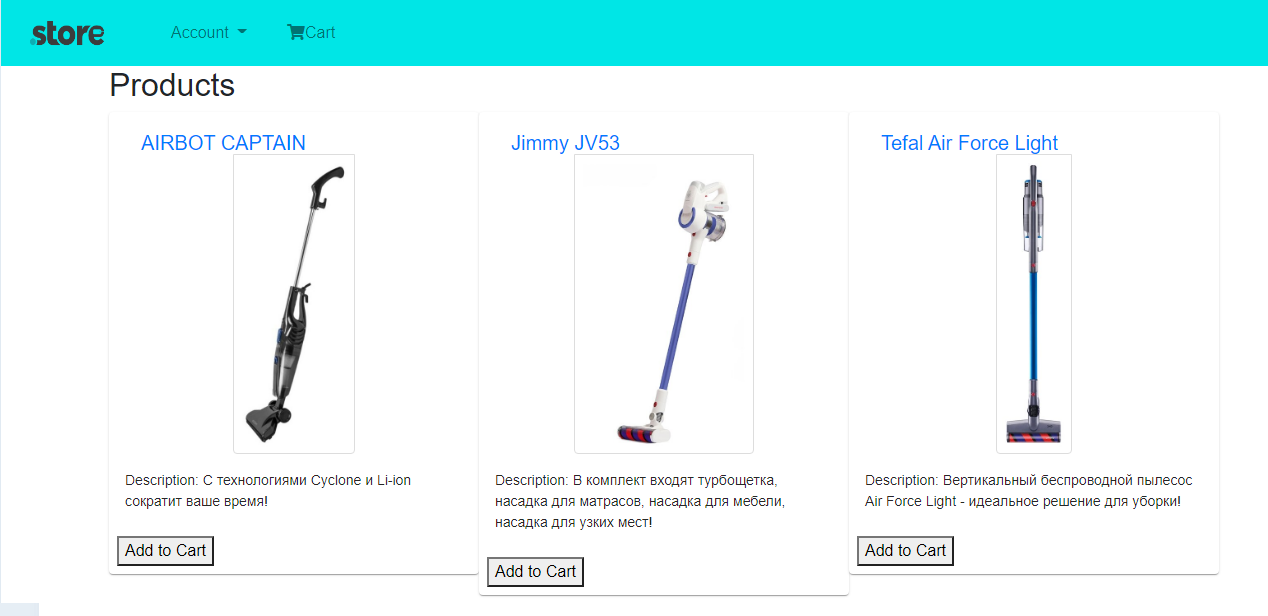 .store
Account
Cart
Products
AIRBOT CAPTAIN
Jimmy JV53
Tefal Air Force Light
Description: С технологиями Cyclone и Li-ion
сократит ваше время!
Add to Cart
Description: В комплект входят турбощетка,
насадка для матрасов, насадка для мебели,
насадка для узких мест!
Add to Cart
Description: Вертикальный беспроводной пылесос
Air Force Light - идеальное решение для уборки!
Add to Cart